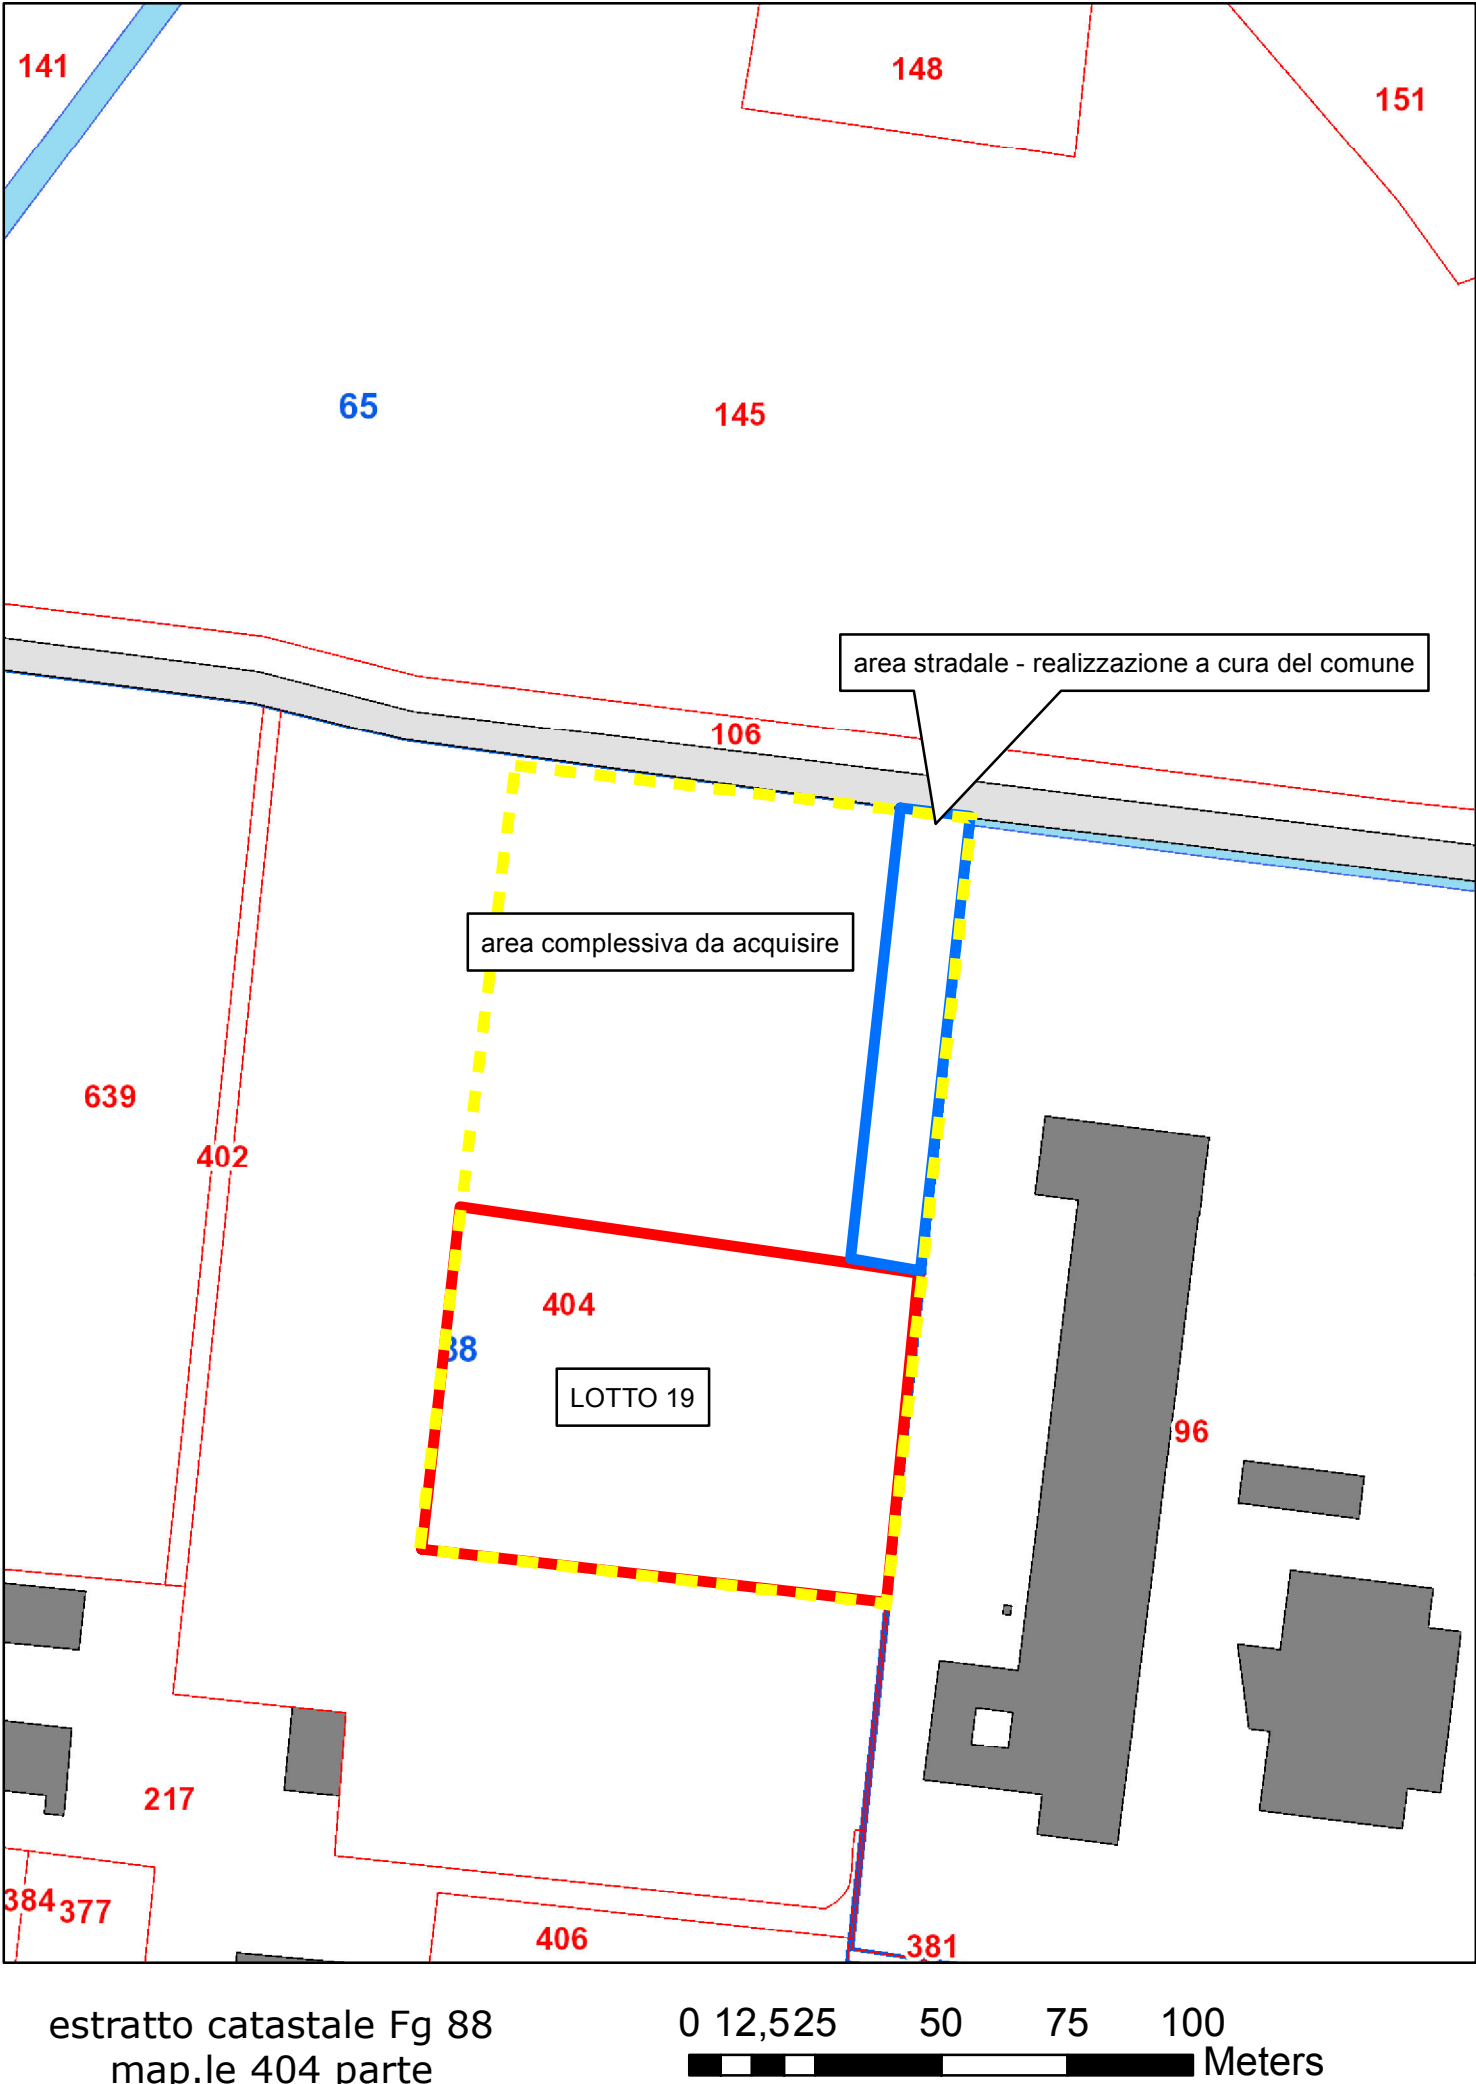 141
148
151
65
145
area stradale - realizzazione a cura del comune
106
area complessiva da acquisire
639
402
404
LOTTO 19
96
217
384
377
406
381
estratto catastale Fg 88
map.le 404 parte
0 12,525 50 75 100
Meters